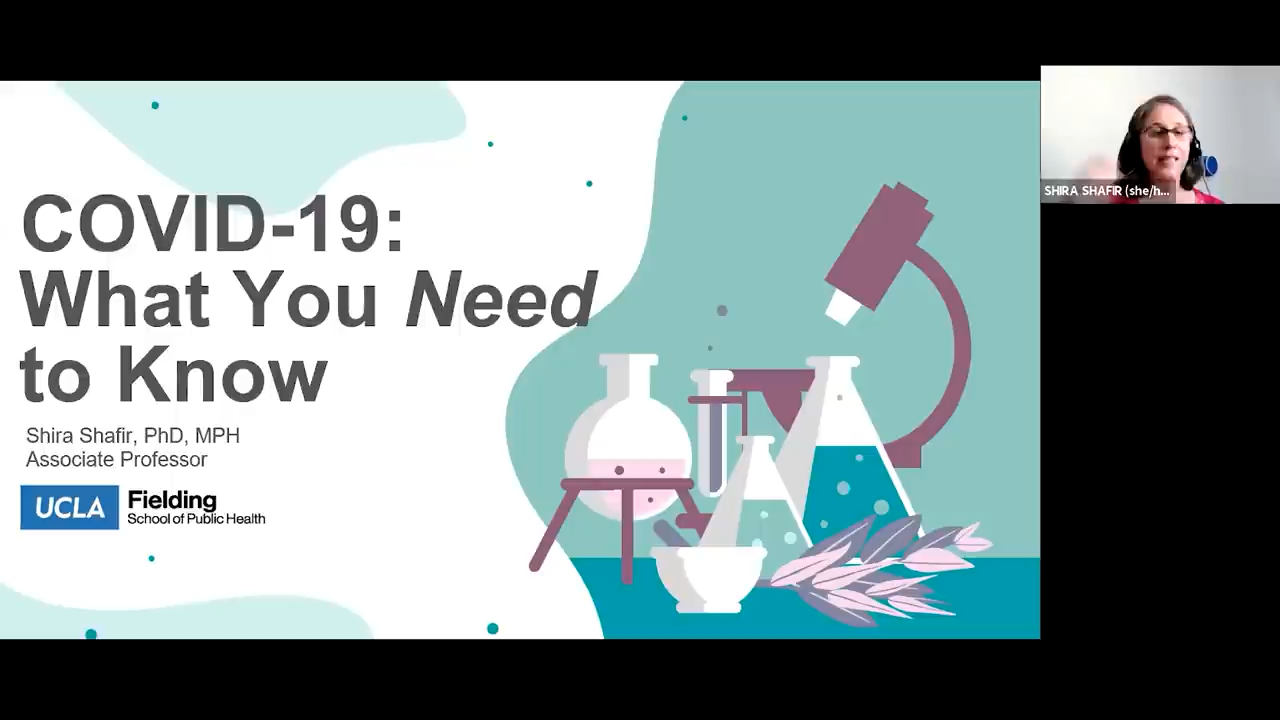 COVID-19:
What You Need
to Know
Shira Shafir, PhD, MPH
Associate Professor
UCLA Fielding
School of Public Health
SHIRA SHAFIR (she/h...